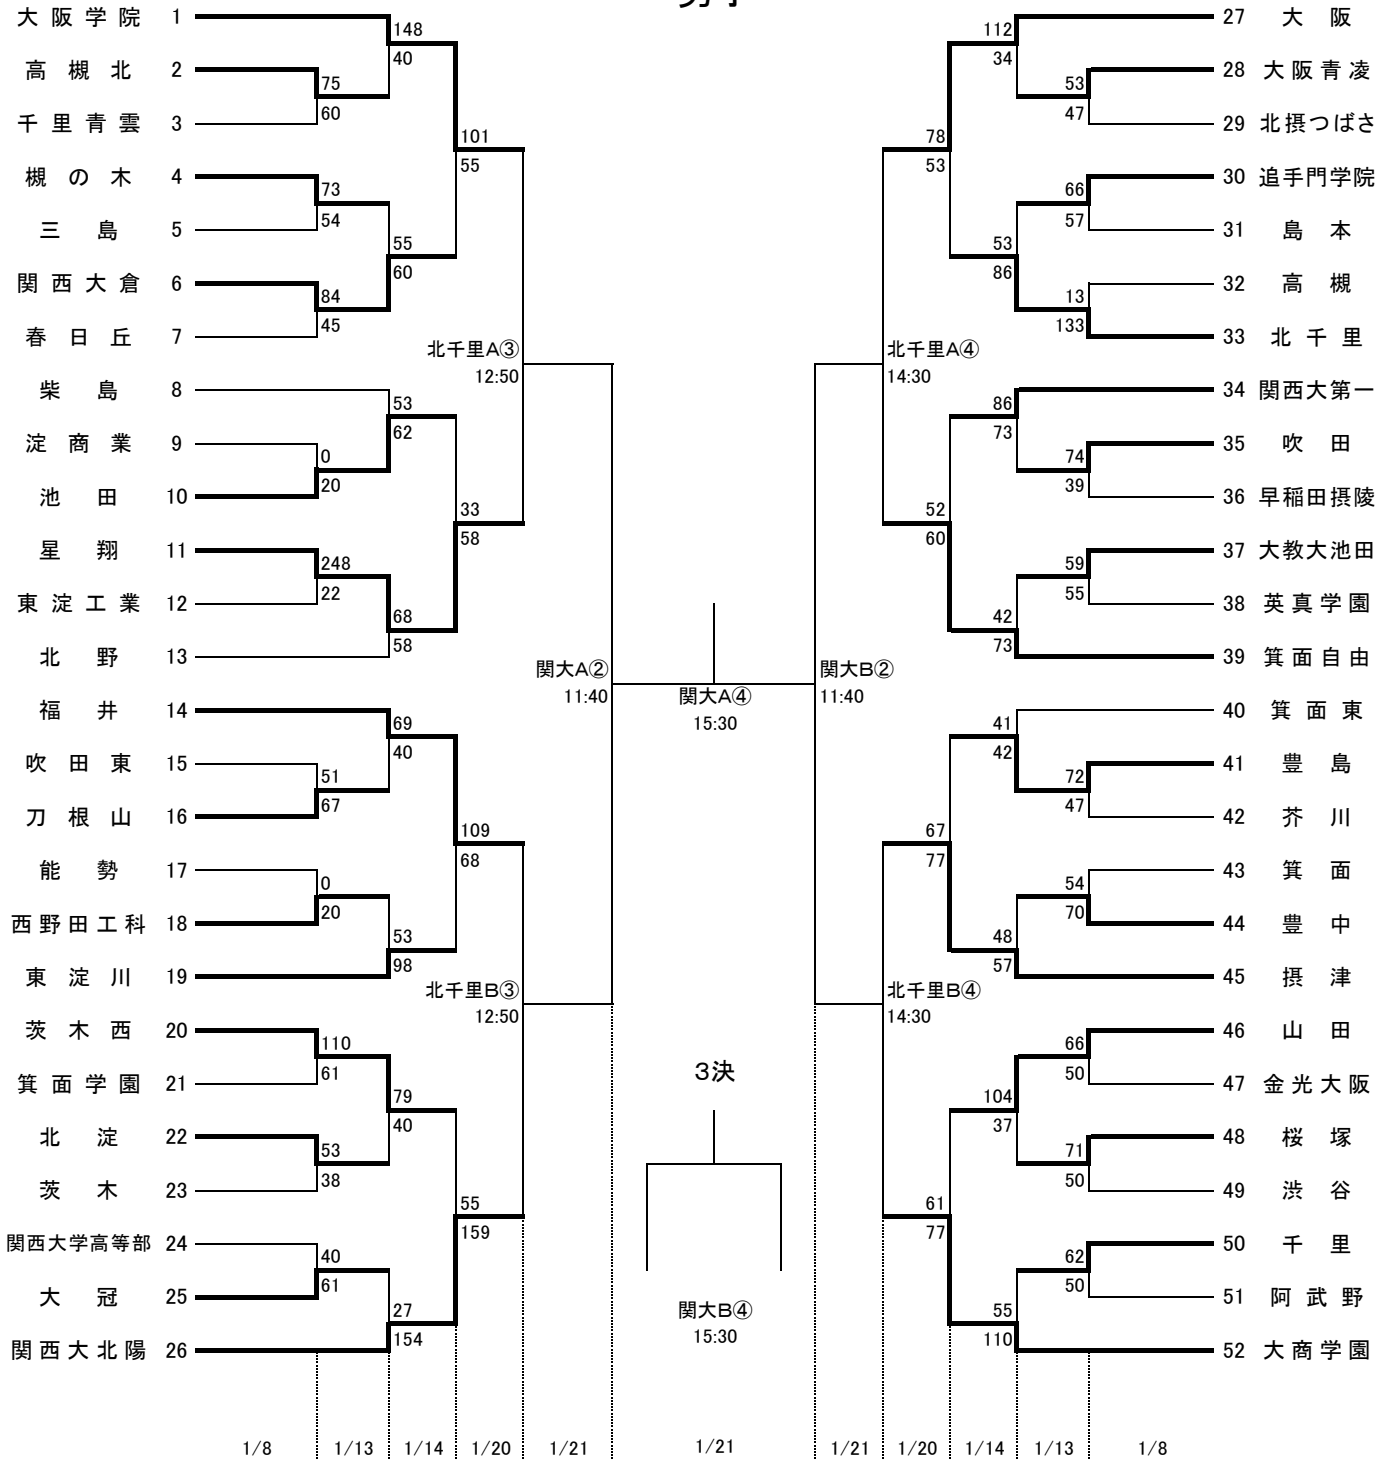 男子
大阪学院 1
高槻北 2
千里青雲 3
槻の木 4
三島 5
関西大倉 6
春日丘 7
柴島 8
淀商業 9
池田 10
星翔 11
東淀工業 12
北野 13
福井 14
吹田東 15
刀根山 16
能勢 17
西野田工科 18
東淀川 19
茨木西 20
箕面学園 21
北淀 22
茨木 23
関西大学高等部 24
大冠 25
関西大北陽 26
75
60
73
54
84
45
0
20
248
22
51
67
0
20
110
61
53
38
40
61
148
40
55
60
53
62
68
58
69
40
53
98
79
40
27
154
101
55
33
58
109
68
55
159
北千里A③
12:50
北千里B③
12:50
関大A②
11:40
関大A④
15:30
3決
関大B④
15:30
関大B②
11:40
北千里A④
14:30
北千里B④
14:30
78
53
52
60
67
77
61
77
112
34
53
86
86
73
42
73
41
42
48
57
104
37
55
110
53
47
66
57
13
133
74
39
59
55
72
47
54
70
66
50
71
50
62
50
27 大阪
28 大阪青凌
29 北摂つばさ
30 追手門学院
31 島本
32 高槻
33 北千里
34 関西大第一
35 吹田
36 早稲田摂陵
37 大教大池田
38 英真学園
39 箕面自由
40 箕面東
41 豊島
42 芥川
43 箕面
44 豊中
45 摂津
46 山田
47 金光大阪
48 桜塚
49 渋谷
50 千里
51 阿武野
52 大商学園
1/8 1/13 1/14 1/20 1/21 1/21 1/21 1/20 1/14 1/13 1/8